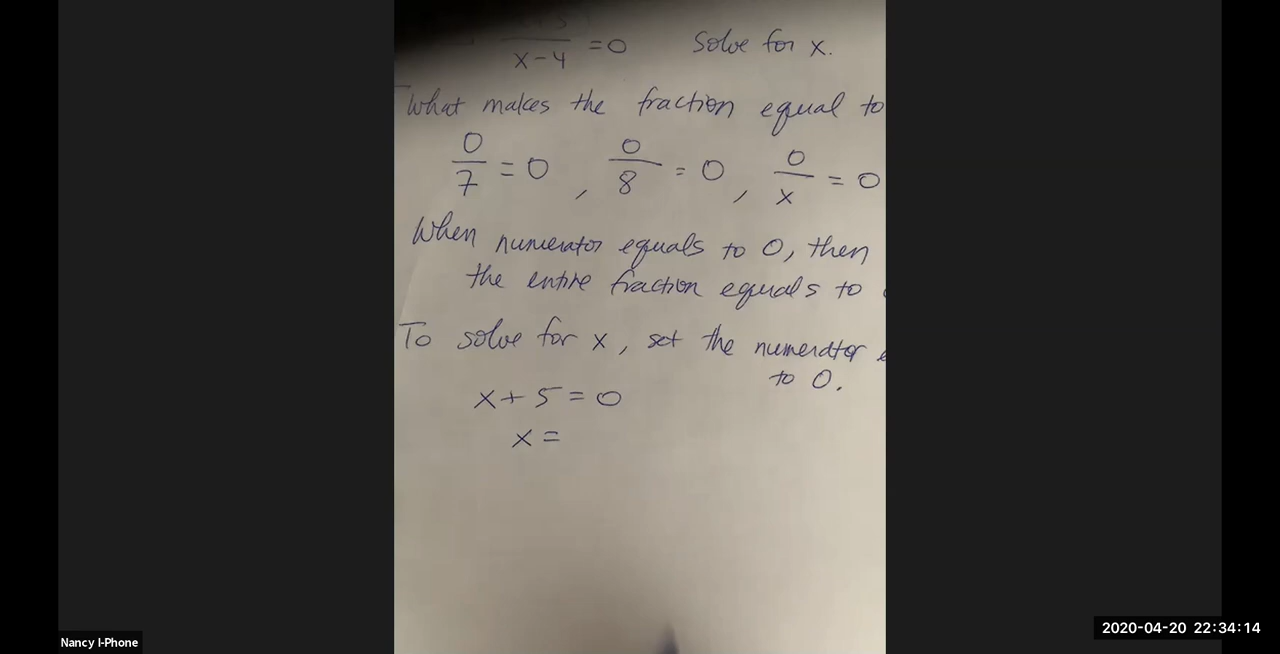 x-4 =0 Solve for x.
What makes the fraction equal to
0/7 = 0, 0/8 = 0, 0/x = 0
When numerator equals to 0, then
the entire fraction equals to
To solve for x, set the numerator
to 0.
x+5=0
x=
Nancy I-Phone
2020-04-20 22:34:14